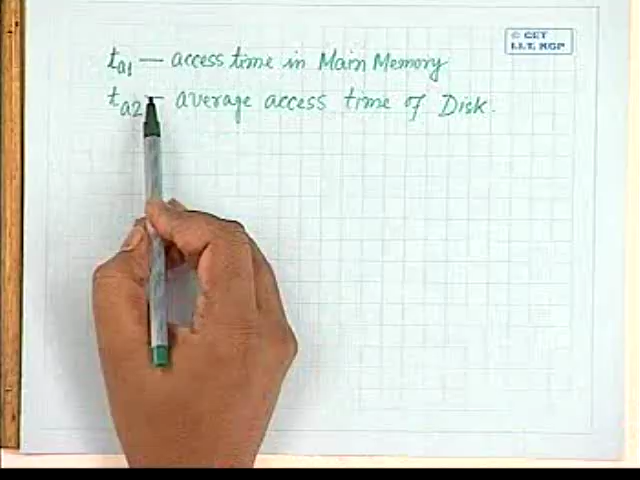 © CET
I.I.T. KGP
ta1 — access time in Main Memory
ta2 — average access time of Disk.